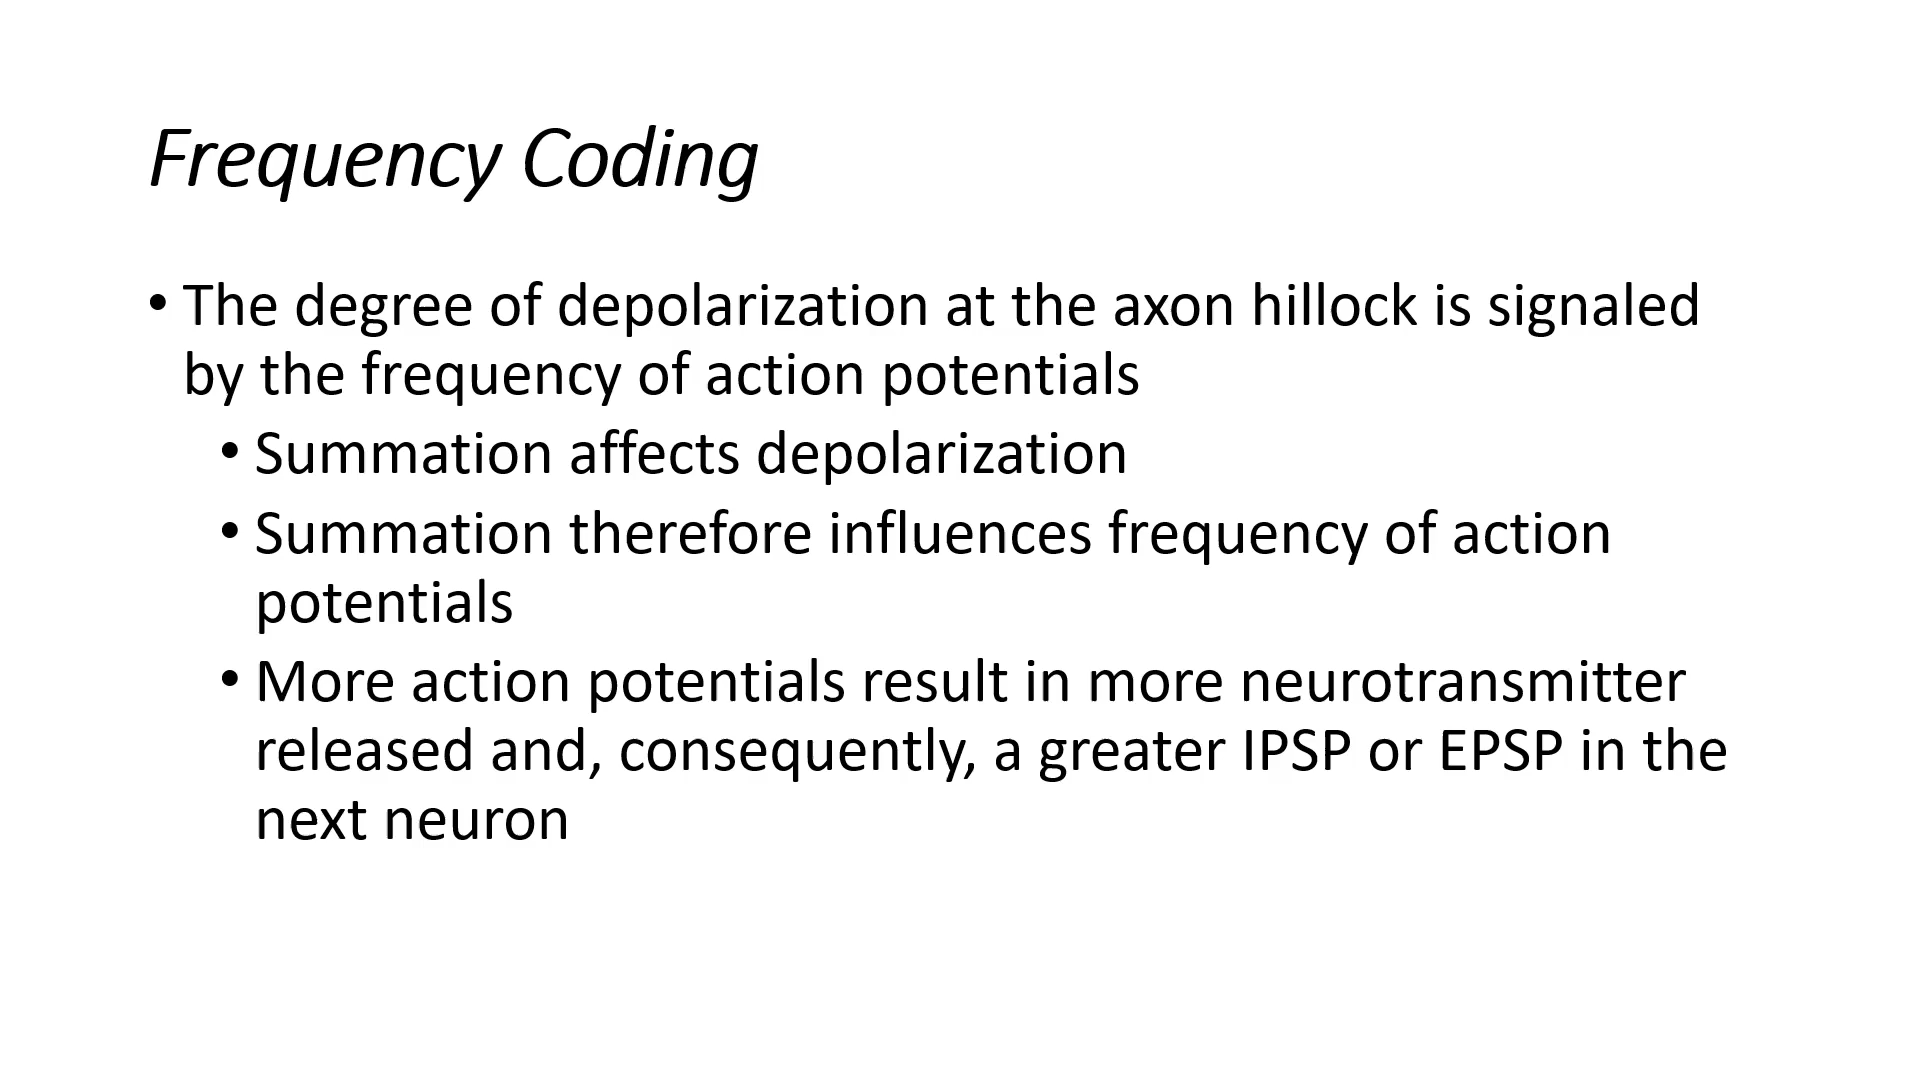 Frequency Coding
• The degree of depolarization at the axon hillock is signaled
by the frequency of action potentials
• Summation affects depolarization
• Summation therefore influences frequency of action
potentials
• More action potentials result in more neurotransmitter
released and, consequently, a greater IPSP or EPSP in the
next neuron